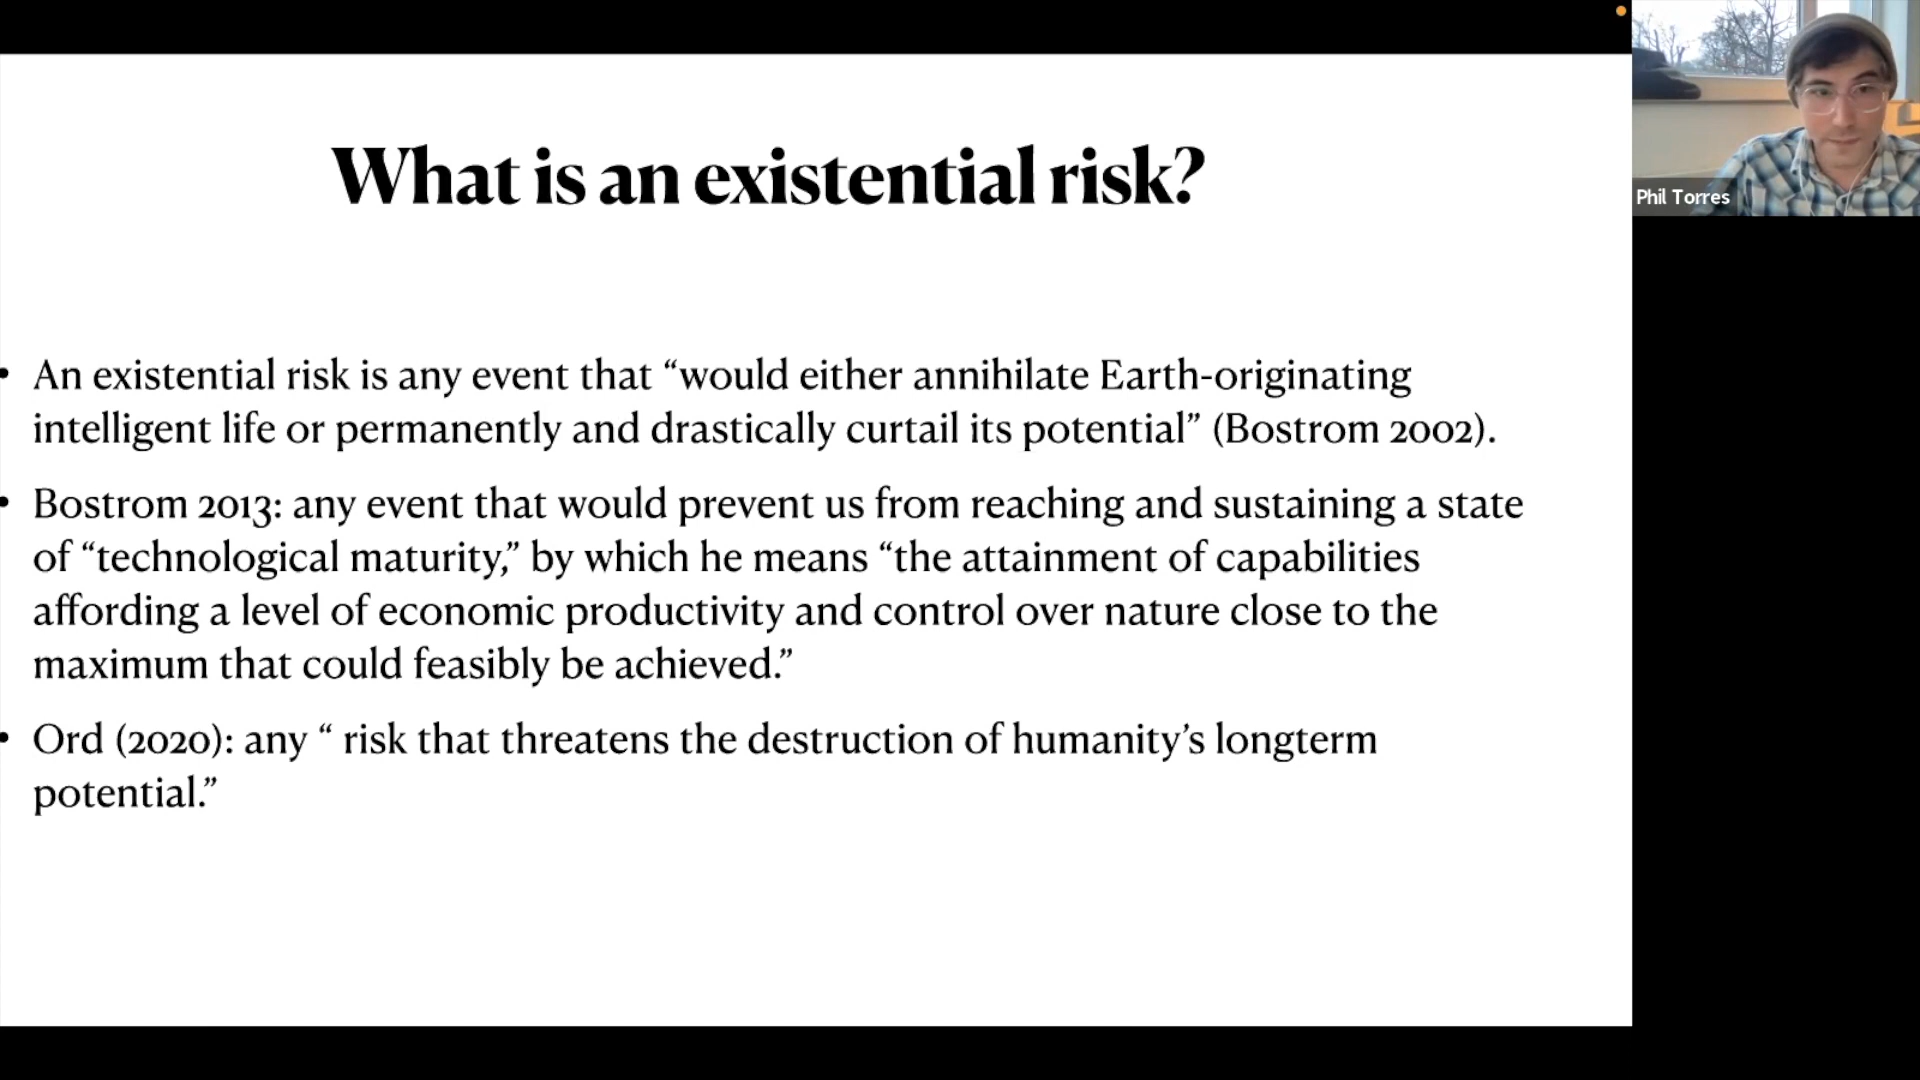 What is an existential risk?
Phil Torres
• An existential risk is any event that “would either annihilate Earth-originating
intelligent life or permanently and drastically curtail its potential” (Bostrom 2002).
• Bostrom 2013: any event that would prevent us from reaching and sustaining a state
of “technological maturity,” by which he means “the attainment of capabilities
affording a level of economic productivity and control over nature close to the
maximum that could feasibly be achieved.”
• Ord (2020): any “ risk that threatens the destruction of humanity’s longterm
potential.”